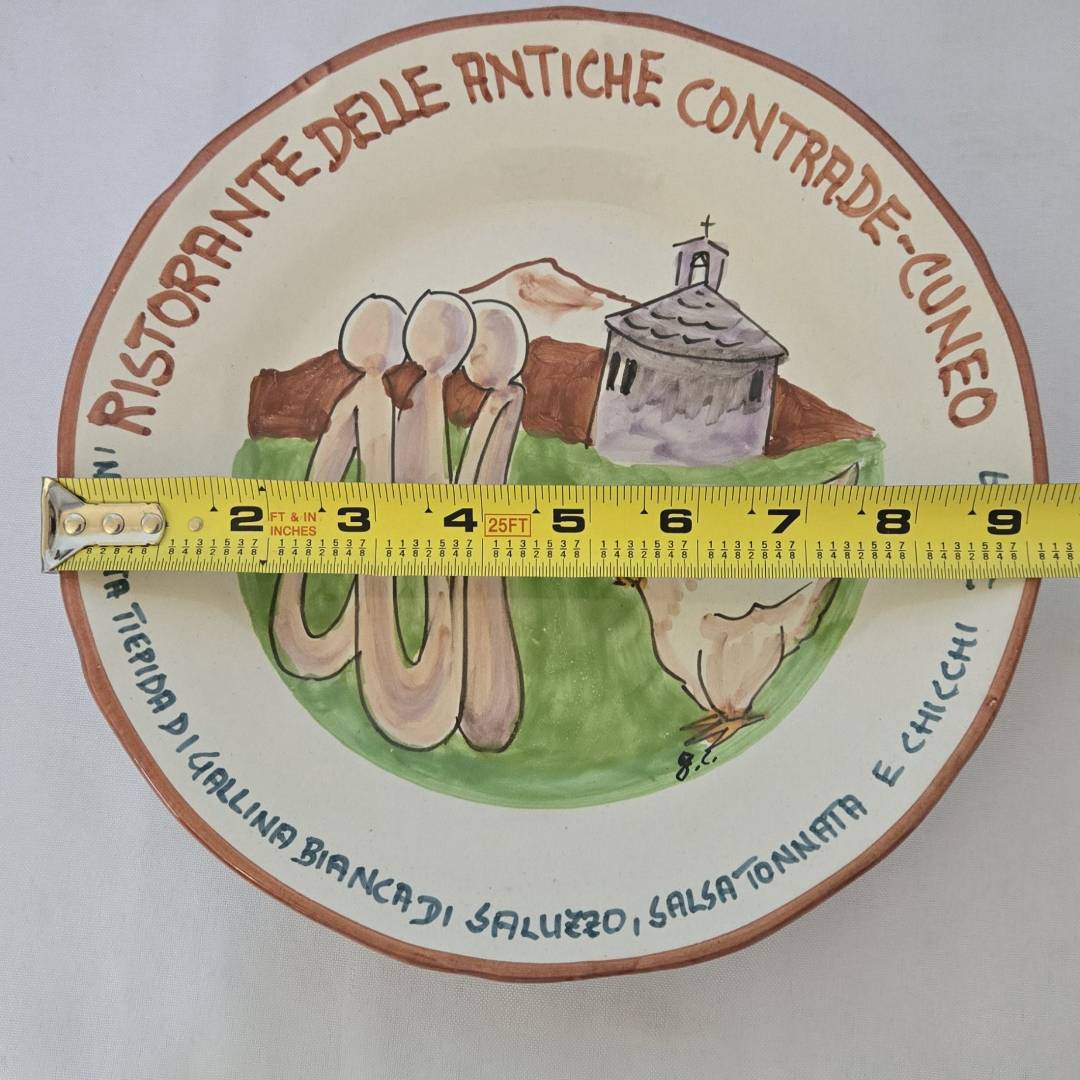 RISTORANTE DELLE ANTICHE CONTRADE-CUNEO
TIEPIDA DI GALLINA BIANCA DI SALUZZO, SALSA TONNATA E CHICCHI
g.c.
2 FT & IN INCHES 3 4 25FT 5 6 7 8 9